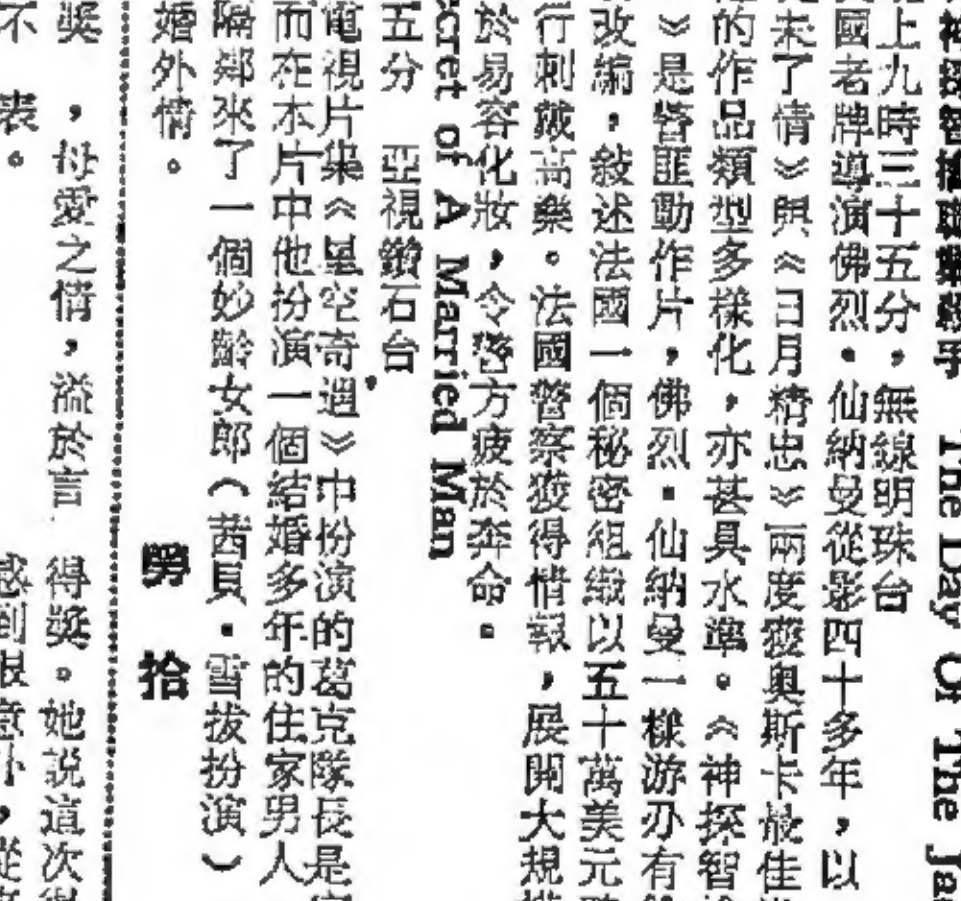 神探智擒職業殺手 The Day Of The Ja
上九時三十五分，無線明珠台
國老牌導演佛烈．仙納曼從影四十多年，以
未了情》與《日月精忠》兩度獲奧斯卡最佳
的作品類型多樣化，亦甚具水準。《神探智
》是警匪動作片，佛烈．仙納曼一樣游刃有
改編，敍述法國一個秘密組織以五十萬美元
行刺戴高樂。法國警察獲得情報，展開大規
於易容化妝，令警方疲於奔命。
cret of A Married Man
五分　亞視鑽石台
電視片集《星空奇遇》中扮演的葛克隊長是
而在本片中他扮演一個結婚多年的住家男人
隔鄰來了一個妙齡女郎（茜貝．雪拔扮演）
婚外情。
勞　拾
獎　，母愛之情，溢於言
不　表。
得獎。她說這次得
感到很意外，從